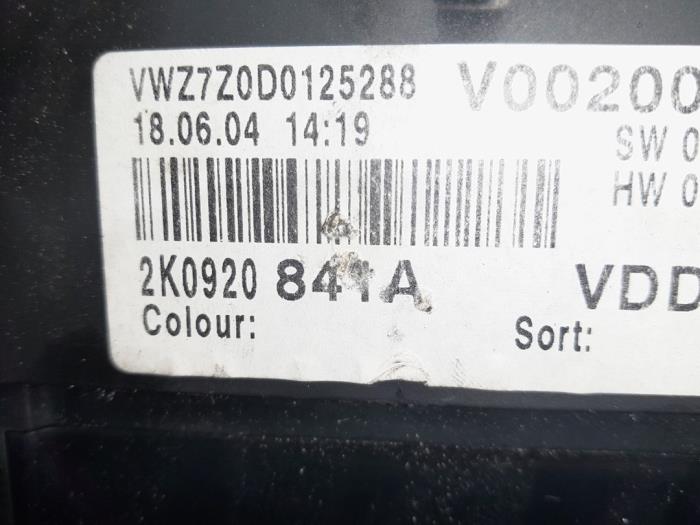 VWZ7Z0D0125288 V00200
18.06.04 14:19 SW 0
HW 0
2K0920 841A VDD
Colour: Sort: